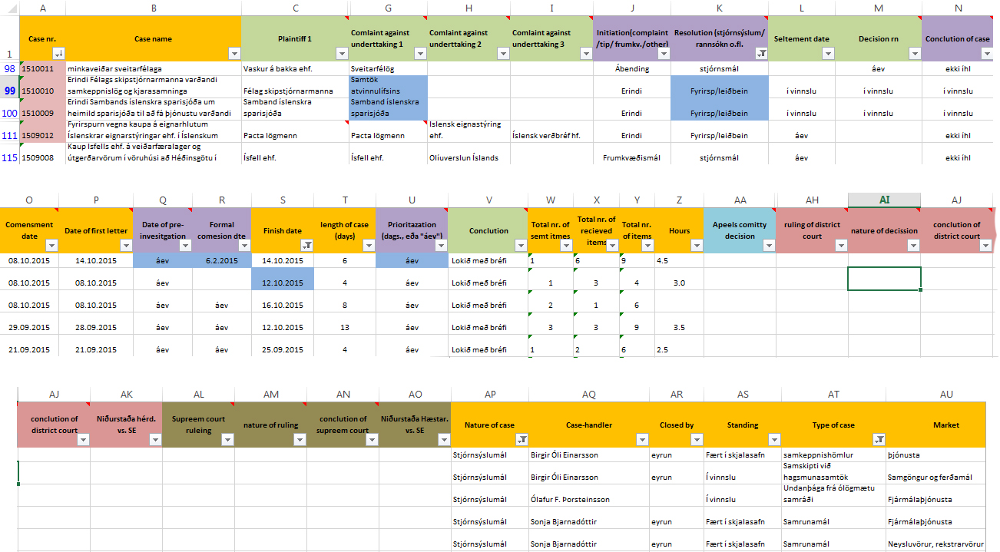 A B C G H I J K L M N
1 Case nr. Case name Plaintiff 1 Comlaint against underttaking 1 Comlaint against underttaking 2 Comlaint against underttaking 3 Initiation(complaint /tip/ frumkv./other) Resolution (stjórnsýslum/ rannsókn o.fl. Seltement date Decision rn Conclution of case
98 1510011 minkaveiðar sveitarfélaga Vaskur á bakka ehf. Sveitarfélög Ábending stjórnsmál áev ekki íhl
99 1510010 Erindi Félags skipstjórnarmanna varðandi samkeppnislög og kjarasamninga Félag skipstjórnarmanna Samtök atvinnulífsins Erindi Fyrirsp/leiðbein í vinnslu í vinnslu í vinnslu
100 1510009 Erindi Sambands íslenskra sparisjóða um heimild sparisjóða til að fá þjónustu varðandi Samband íslenskra sparisjóða Samband íslenskra sparisjóða Erindi Fyrirsp/leiðbein í vinnslu í vinnslu í vinnslu
111 1509012 Fyrirspurn vegna kaupa á eignarhlutum Íslenskrar eignarstýringar ehf. í Íslenskum Pacta lögmenn Pacta lögmenn Íslensk eignastýring ehf. Íslensk verðbréf hf. Erindi Fyrirsp/leiðbein áev ekki íhl
115 1509008 Kaup Ísfells ehf. á veiðarfæralager og útgerðarvörum í vöruhúsi að Héðinsgötu í Ísfell ehf. Ísfell ehf. Olíuverslun Íslands Frumkvæðismál stjórnsmál áev ekki íhl
O P Q R S T U V W X Y Z AA AH AI AJ
Comensment date Date of first letter Date of pre-invesitgation Formal comesion dte Finish date length of case (days) Prioritazation (dags., eða "áev") Conclution Total nr. of semt itmes Total nr. of recieved items Total nr. of items Hours Apeels comitty decision ruling of district court nature of decission conclution of district court
08.10.2015 14.10.2015 áev 6.2.2015 14.10.2015 6 áev Lokið með bréfi 1 6 9 4.5
08.10.2015 08.10.2015 áev 12.10.2015 4 áev Lokið með bréfi 1 3 4 3.0
08.10.2015 08.10.2015 áev áev 16.10.2015 8 áev Lokið með bréfi 2 1 6
29.09.2015 28.09.2015 áev áev 12.10.2015 13 áev Lokið með bréfi 3 3 9 3.5
21.09.2015 21.09.2015 áev áev 25.09.2015 4 áev Lokið með bréfi 1 2 6 2.5
AJ AK AL AM AN AO AP AQ AR AS AT AU
conclution of district court Niðurstaða hérd. vs. SE Supreem court ruleing nature of ruling conclution of supreem court Niðurstaða Hæstar. vs. SE Nature of case Case-handler Closed by Standing Type of case Market
Stjórnsýslumál Birgir Óli Einarsson eyrun Fært í skjalasafn samkeppnishömlur þjónusta
Stjórnsýslumál Birgir Óli Einarsson eyrun Í vinnslu Samskipti við hagsmunasamtök Samgöngur og ferðamál
Stjórnsýslumál Ólafur F. Þorsteinsson Í vinnslu Undanþága frá ólögmætu samráði Fjármálaþjónusta
Stjórnsýslumál Sonja Bjarnadóttir eyrun Fært í skjalasafn Samrunamál Fjármálaþjónusta
Stjórnsýslumál Sonja Bjarnadóttir eyrun Fært í skjalasafn Samrunamál Neysluvörur, rekstrarvörur